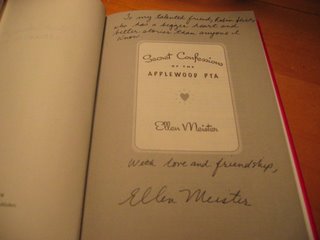 To my talented friend, Robin
who has a bigger heart and
better stories than anyone I
know
Secret Confessions
OF THE
APPLEWOOD PTA
Ellen Meister
With love and friendship,
Ellen Meister